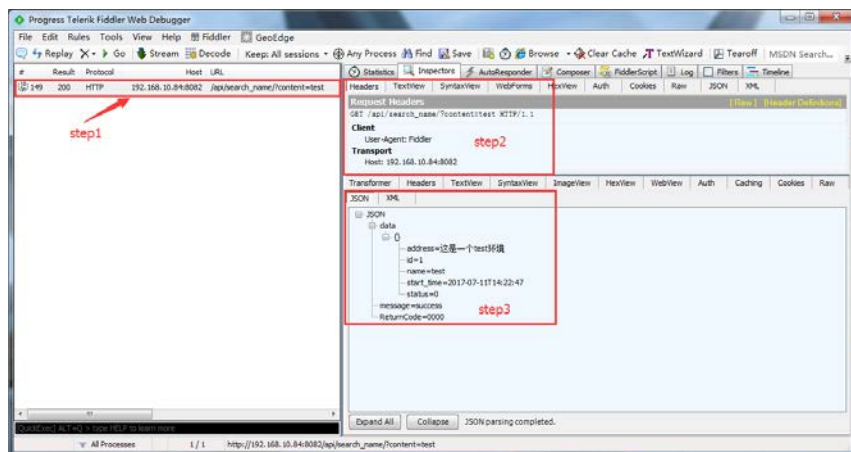 Progress Telerik Fiddler Web Debugger
File Edit Rules Tools View Help Fiddler GeoEdge
Replay Go Stream Decode Keep: All sessions Any Process Find Save Browse Clear Cache TextWizard Tearoff MSDN Search...
# Result Protocol Host URL
149 200 HTTP 192.168.10.84:8082 /api/search_name/?content=test
step1
Statistics Inspectors AutoResponder Composer FiddlerScript Log Filters Timeline
Headers TextView SyntaxView WebForms HexView Auth Cookies Raw JSON XML
Request Headers [Raw] [Header Definitions]
GET /api/search_name/?content=test HTTP/1.1
Client
User-Agent: Fiddler
Transport
Host: 192.168.10.84:8082
step2
Transformer Headers TextView SyntaxView ImageView HexView WebView Auth Caching Cookies Raw
JSON XML
JSON
data
{}
address=这是一个test环境
id=1
name=test
start_time=2017-07-11T14:22:47
status=0
message=success
ReturnCode=0000
step3
Expand All Collapse JSON parsing completed.
[QuickExec] ALT+Q > type HELP to learn more
All Processes 1 / 1 http://192.168.10.84:8082/api/search_name/?content=test